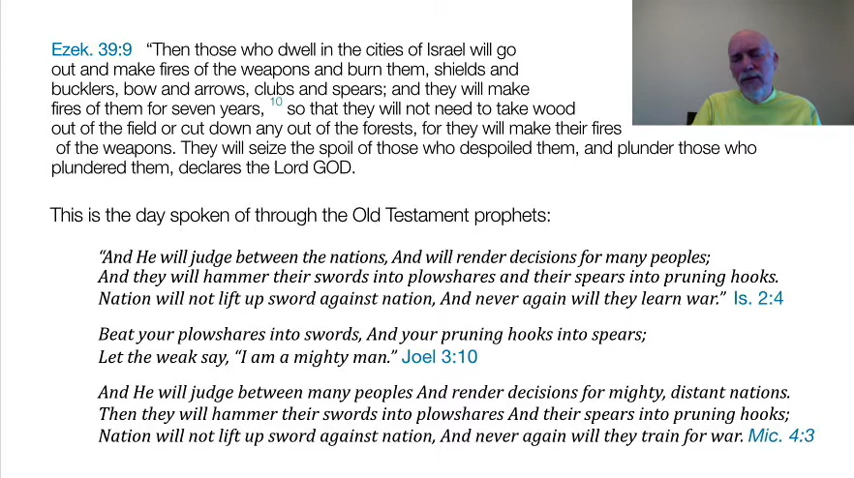 Ezek. 39:9 “Then those who dwell in the cities of Israel will go
out and make fires of the weapons and burn them, shields and
bucklers, bow and arrows, clubs and spears; and they will make
fires of them for seven years, 10 so that they will not need to take wood
out of the field or cut down any out of the forests, for they will make their fires
of the weapons. They will seize the spoil of those who despoiled them, and plunder those who
plundered them, declares the Lord GOD.
This is the day spoken of through the Old Testament prophets:
“And He will judge between the nations, And will render decisions for many peoples;
And they will hammer their swords into plowshares and their spears into pruning hooks.
Nation will not lift up sword against nation, And never again will they learn war.” Is. 2:4
Beat your plowshares into swords, And your pruning hooks into spears;
Let the weak say, “I am a mighty man.” Joel 3:10
And He will judge between many peoples And render decisions for mighty, distant nations.
Then they will hammer their swords into plowshares And their spears into pruning hooks;
Nation will not lift up sword against nation, And never again will they train for war. Mic. 4:3